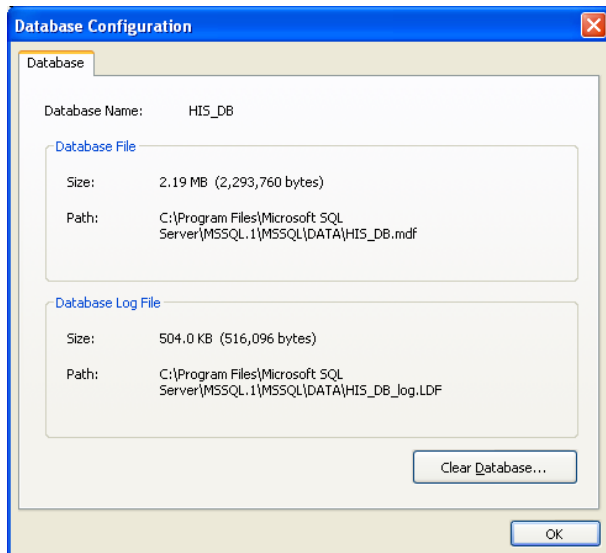 Database Configuration
Database
Database Name: HIS_DB
Database File
Size: 2.19 MB (2,293,760 bytes)
Path: C:\Program Files\Microsoft SQL
Server\MSSQL.1\MSSQL\DATA\HIS_DB.mdf
Database Log File
Size: 504.0 KB (516,096 bytes)
Path: C:\Program Files\Microsoft SQL
Server\MSSQL.1\MSSQL\DATA\HIS_DB_log.LDF
Clear Database...
OK